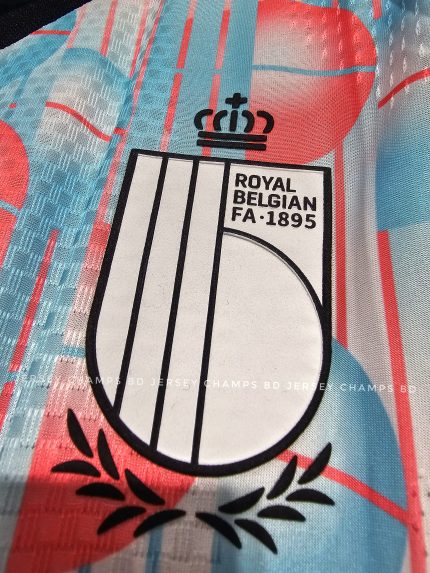 ROYAL
BELGIAN
FA·1895
CHAMPS BD JERSEY CHAMPS BD JERSEY CHAMPS BD